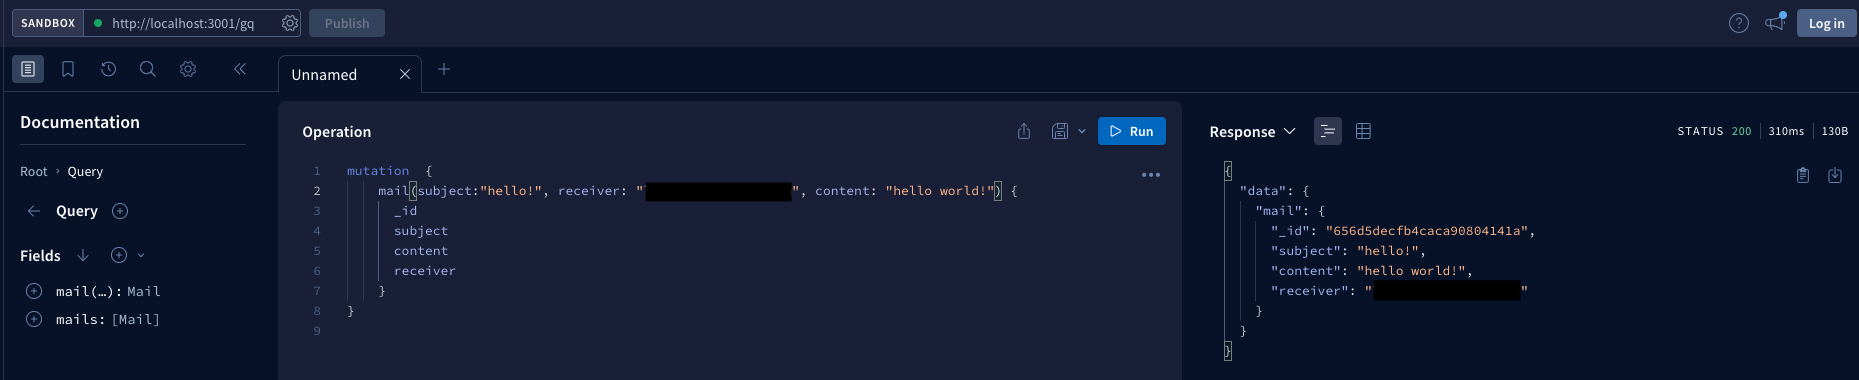 SANDBOX http://localhost:3001/gq Publish Log in
Unnamed
Documentation
Root › Query
Query
Fields
mail(…): Mail
mails: [Mail]
Operation Run
1 mutation {
2 mail(subject:"hello!", receiver: "", content: "hello world!") {
3 _id
4 subject
5 content
6 receiver
7 }
8 }
9
Response STATUS 200 310ms 130B
{
"data": {
"mail": {
"_id": "656d5decfb4caca90804141a",
"subject": "hello!",
"content": "hello world!",
"receiver": ""
}
}
}